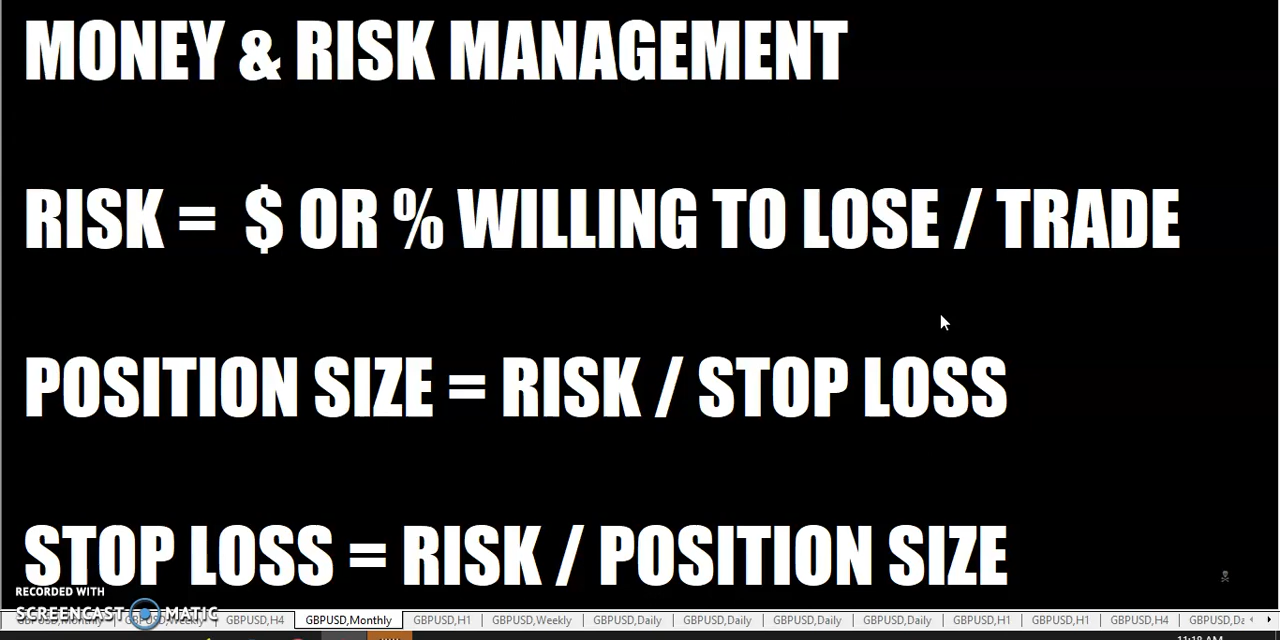 MONEY & RISK MANAGEMENT
RISK = $ OR % WILLING TO LOSE / TRADE
POSITION SIZE = RISK / STOP LOSS
STOP LOSS = RISK / POSITION SIZE
RECORDED WITH
SCREENCAST MATIC
GBPUSD,H4 GBPUSD,Monthly GBPUSD,H1 GBPUSD,Weekly GBPUSD,Daily GBPUSD,Daily GBPUSD,Daily GBPUSD,Daily GBPUSD,H1 GBPUSD,H1 GBPUSD,H4 GBPUSD,Da